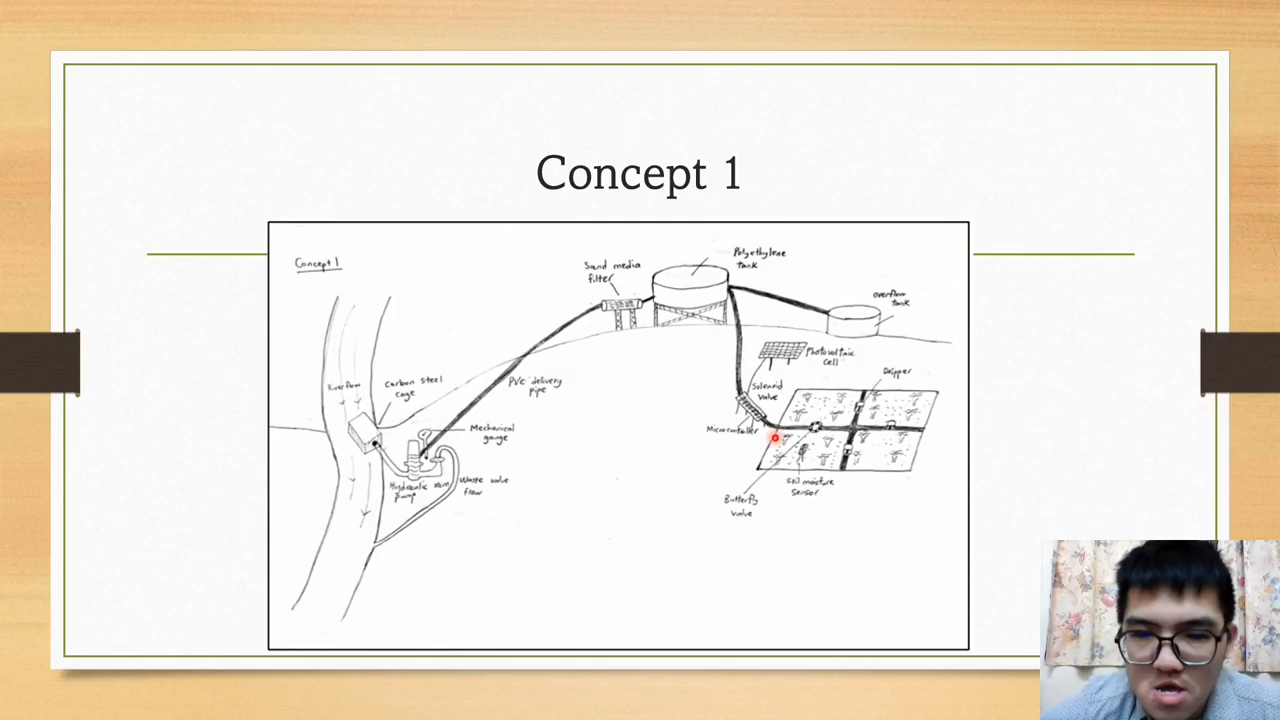 Concept 1
Concept 1
Polyethylene
tank
Sand media
filter
overflow
tank
Photovoltaic
cell
River flow
Carbon Steel
cage
PVC delivery
pipe
Dripper
Solenoid
Valve
Mechanical
gauge
Microcontroller
Hydraulic ram
pump
Waste valve
flow
Soil moisture
Sensor
Butterfly
valve